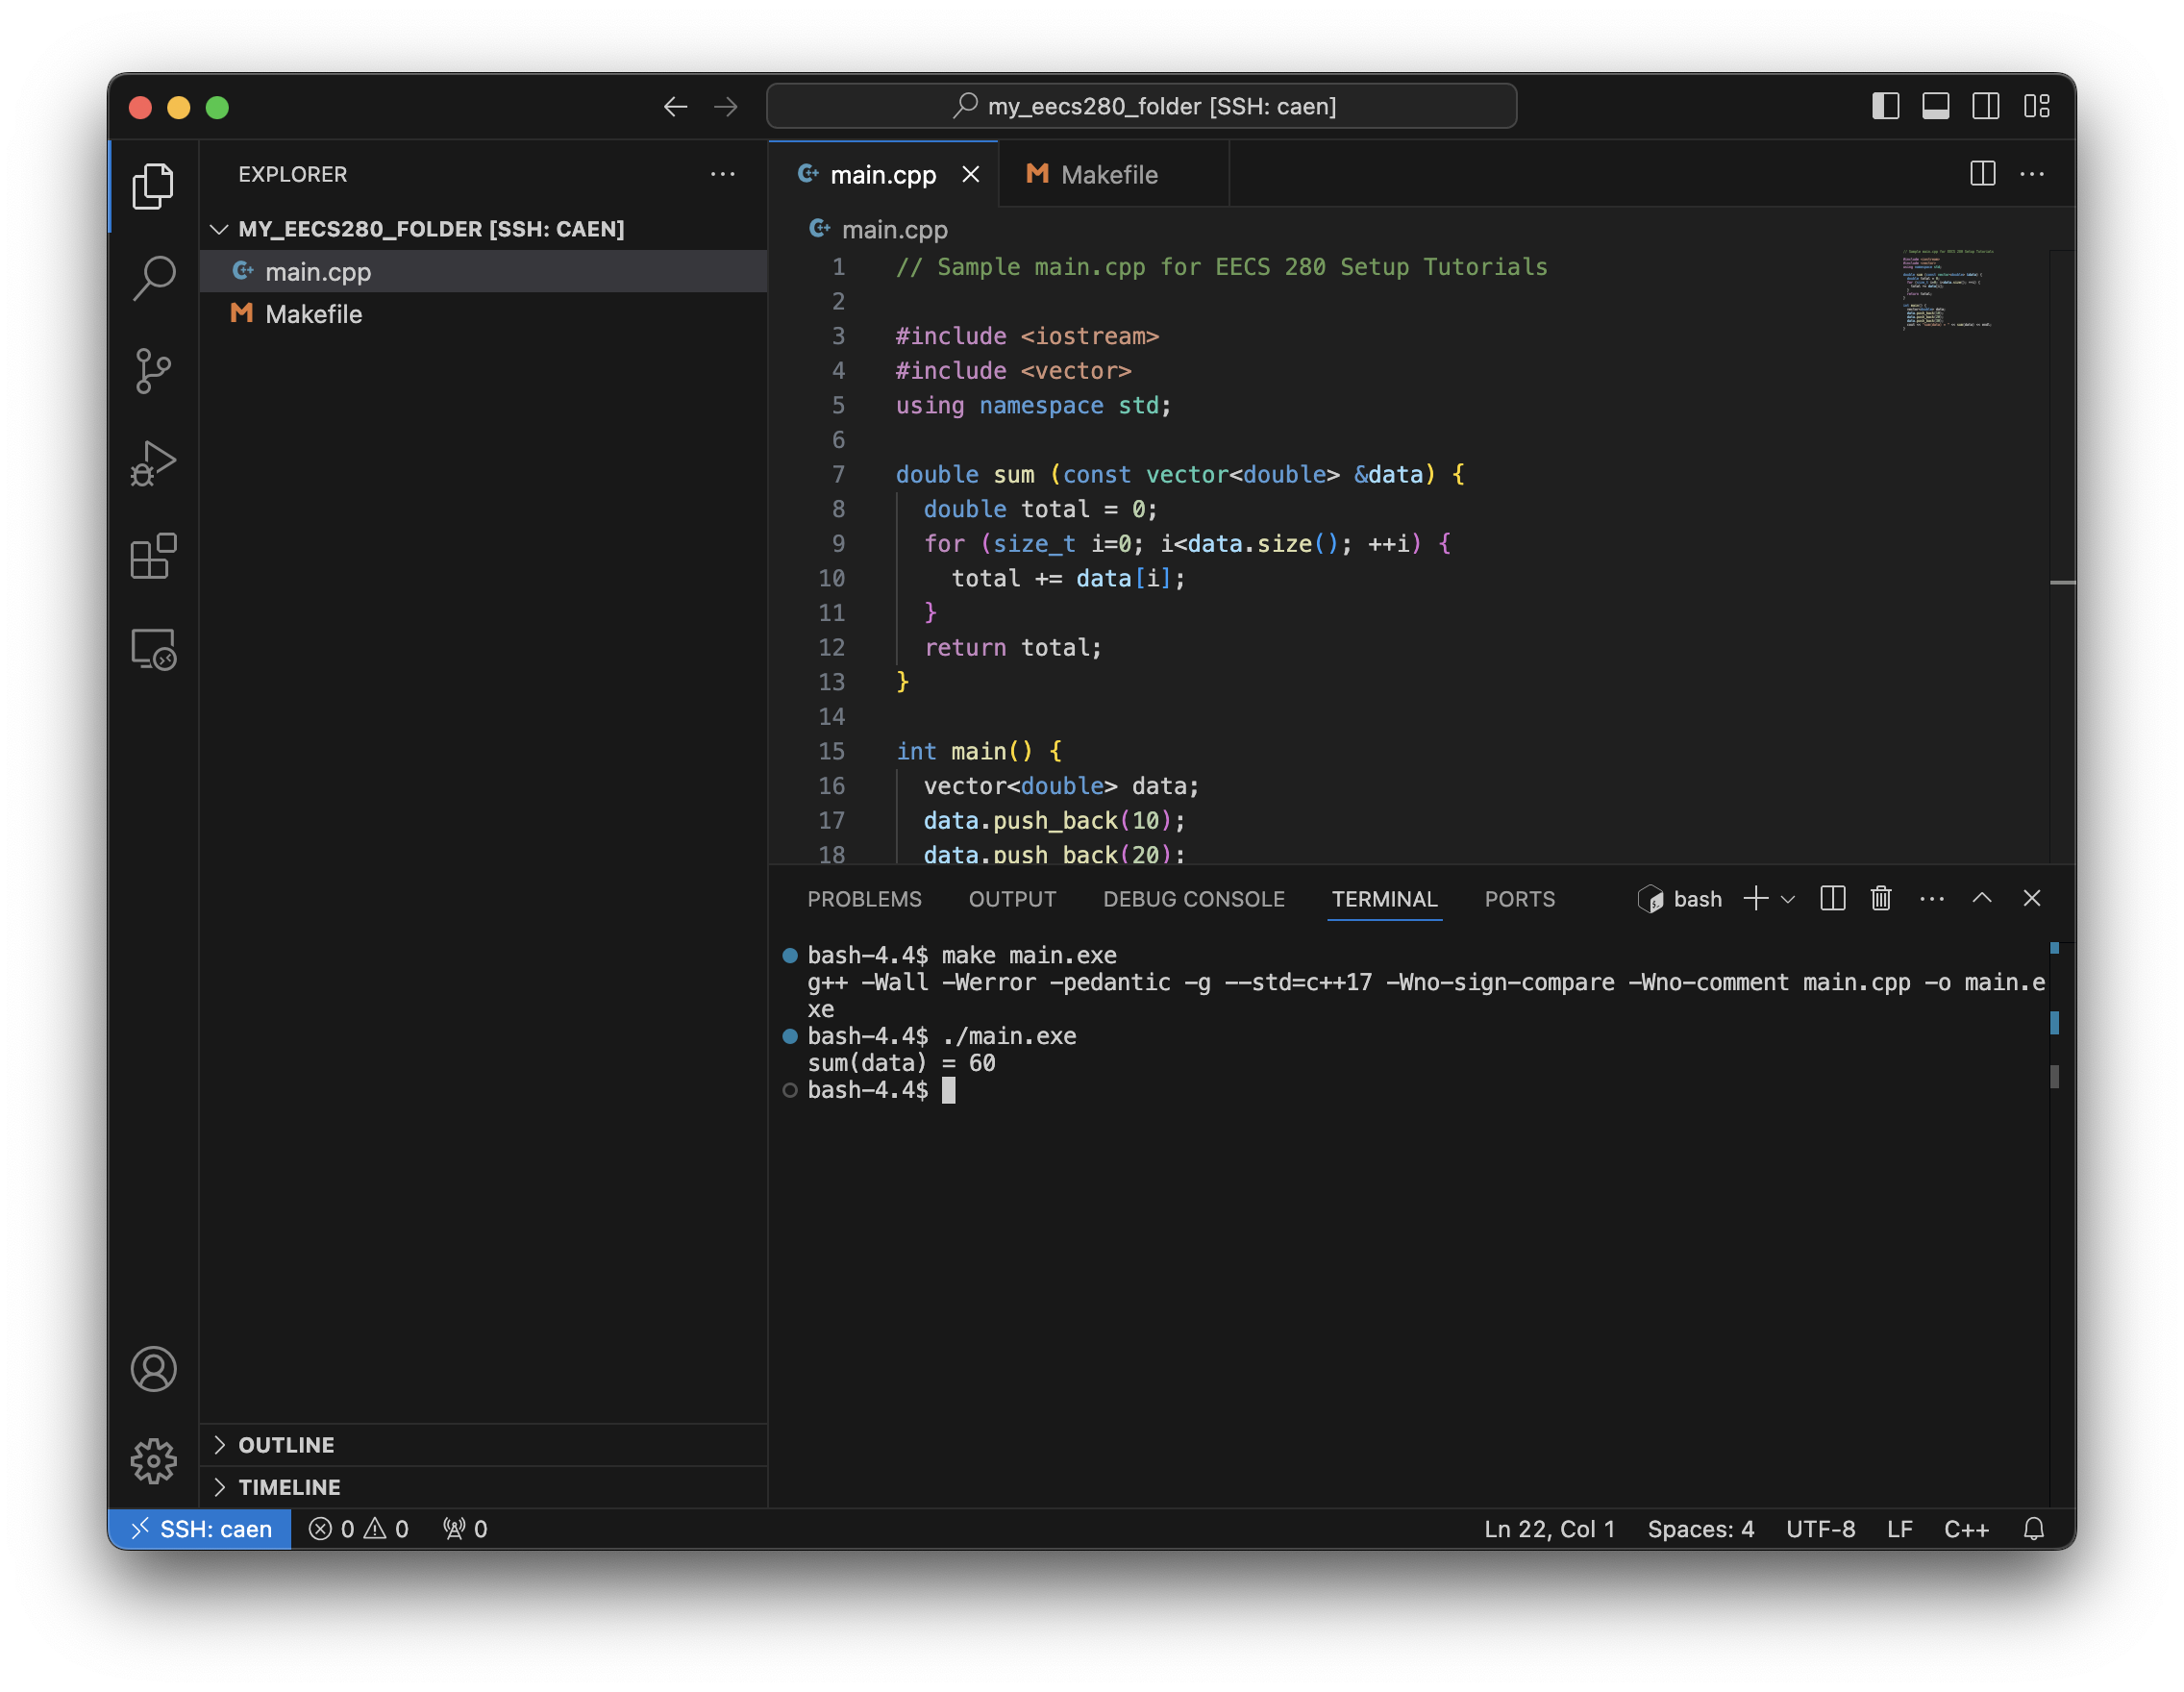 my_eecs280_folder [SSH: caen]
EXPLORER
MY_EECS280_FOLDER [SSH: CAEN]
main.cpp
Makefile
OUTLINE
TIMELINE
main.cpp
Makefile
main.cpp
1 // Sample main.cpp for EECS 280 Setup Tutorials
2
3 #include <iostream>
4 #include <vector>
5 using namespace std;
6
7 double sum (const vector<double> &data) {
8 double total = 0;
9 for (size_t i=0; i<data.size(); ++i) {
10 total += data[i];
11 }
12 return total;
13 }
14
15 int main() {
16 vector<double> data;
17 data.push_back(10);
18 data.push_back(20);
PROBLEMS OUTPUT DEBUG CONSOLE TERMINAL PORTS bash
bash-4.4$ make main.exe
g++ -Wall -Werror -pedantic -g --std=c++17 -Wno-sign-compare -Wno-comment main.cpp -o main.e
xe
bash-4.4$ ./main.exe
sum(data) = 60
bash-4.4$
SSH: caen 0 0 0 Ln 22, Col 1 Spaces: 4 UTF-8 LF C++